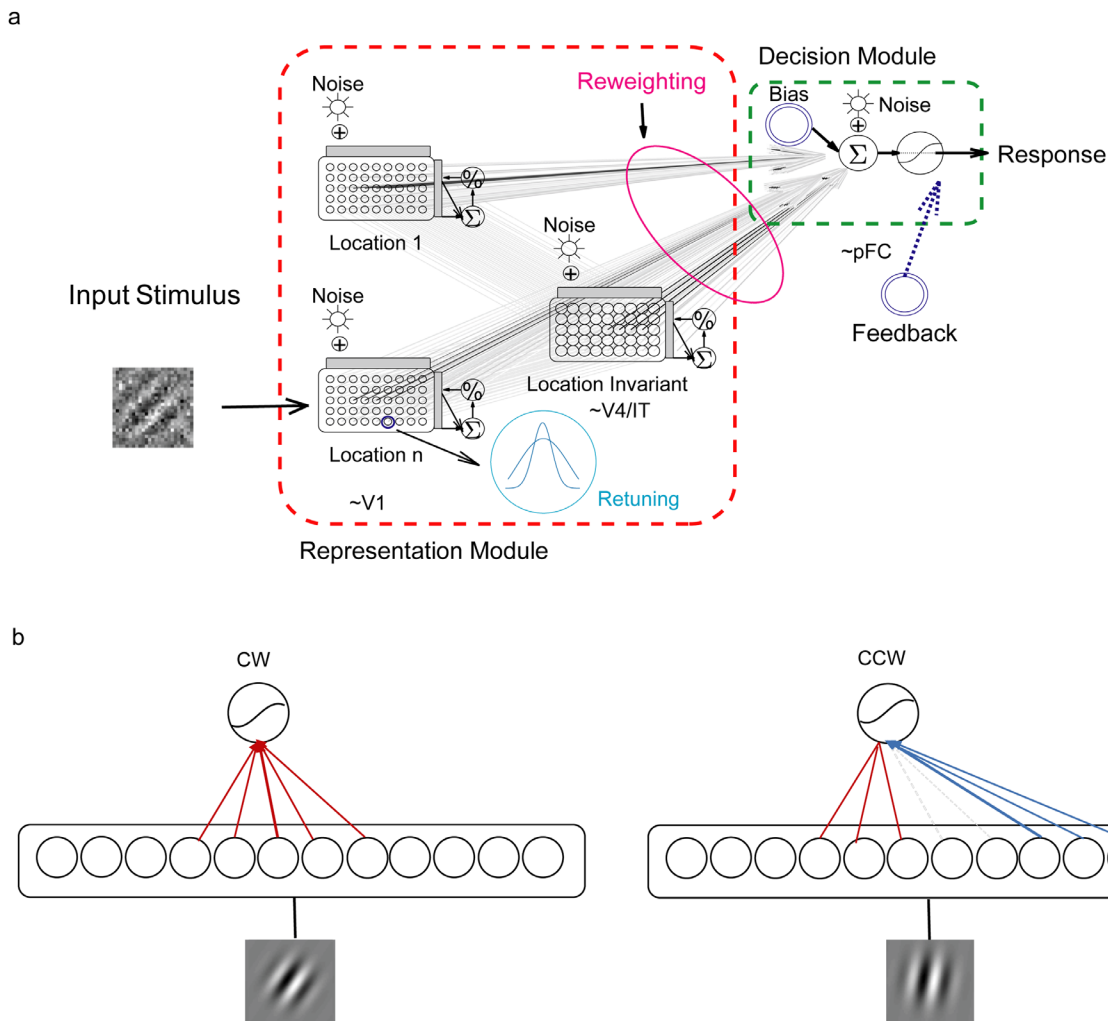 a
Decision Module
Noise
Reweighting
Bias
Noise
+
+
%
Σ
Σ
Response
Location 1
Noise
~pFC
+
Input Stimulus
Noise
Feedback
+
%
Σ
Location Invariant
~V4/IT
%
Σ
Location n
Retuning
~V1
Representation Module
b
CW
CCW